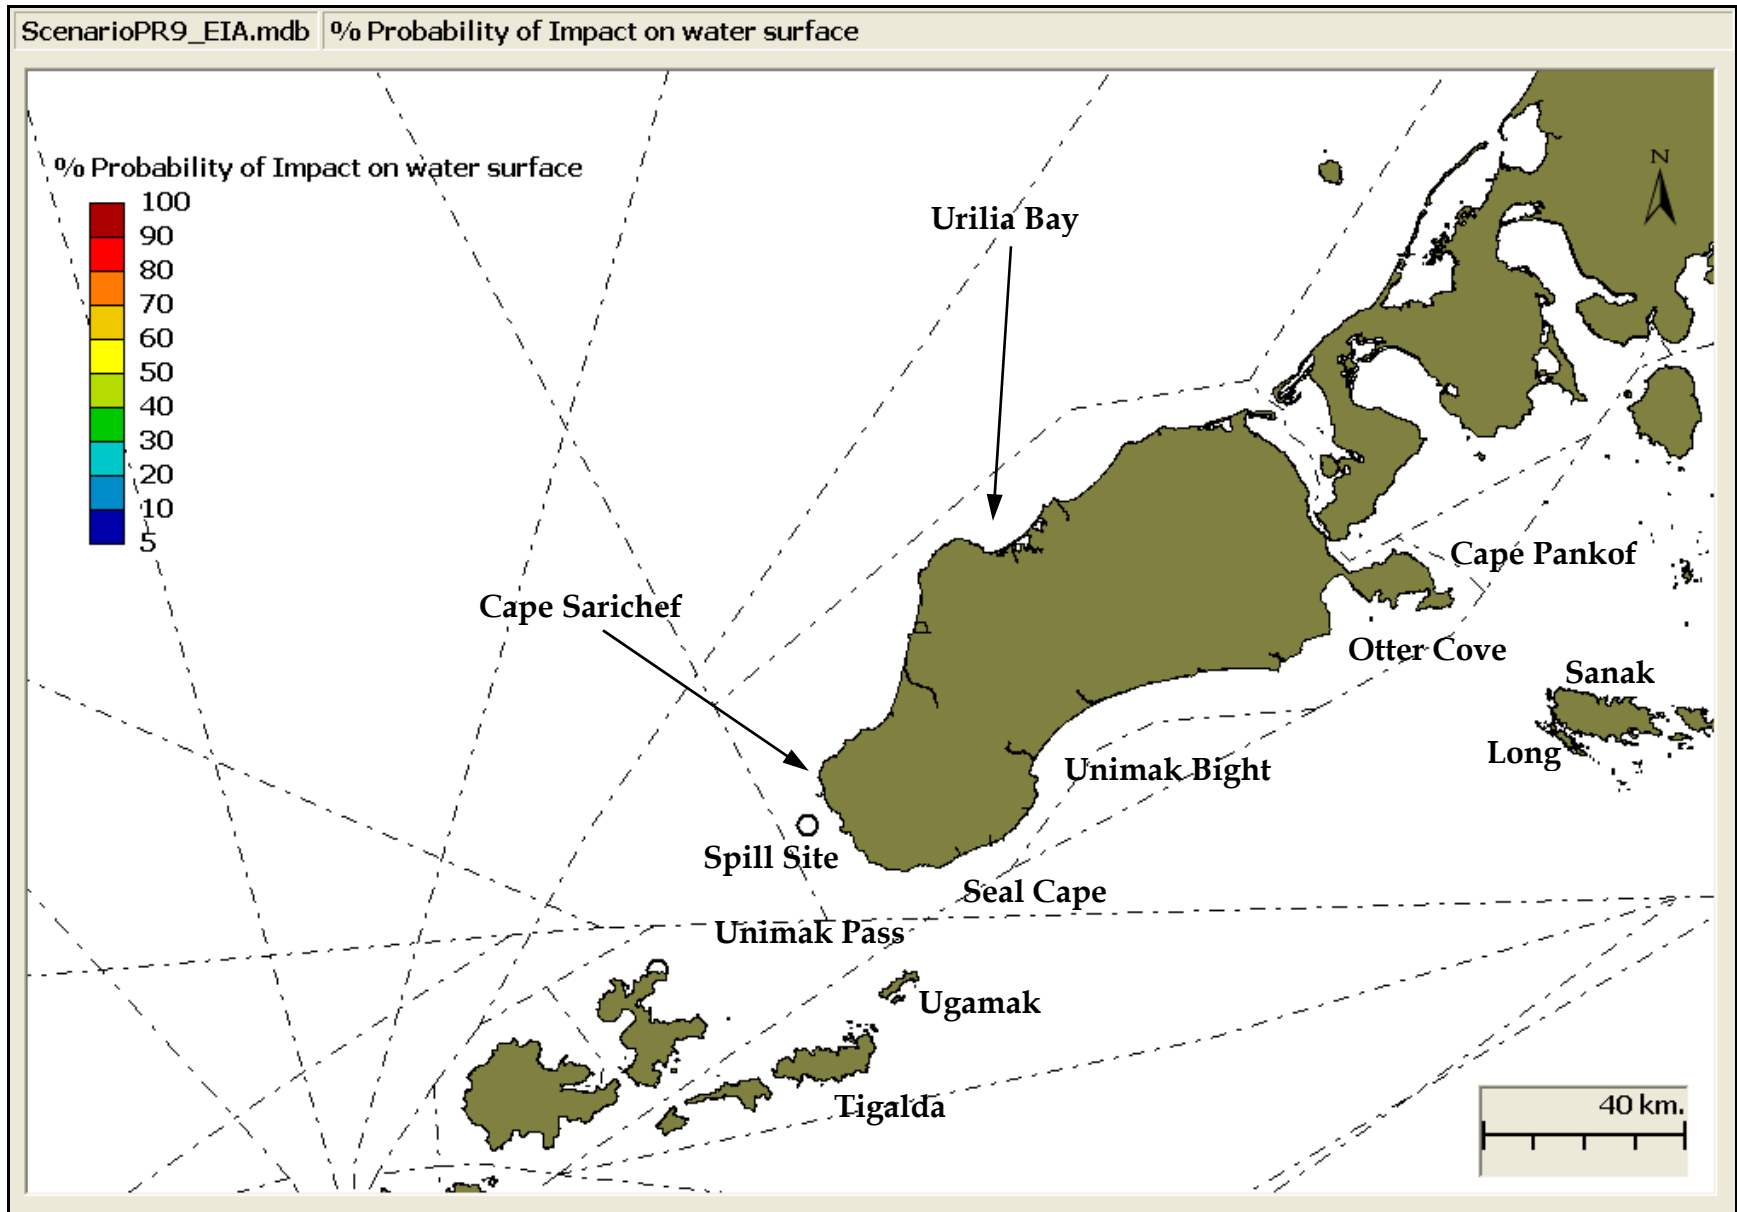 ScenarioPR9_EIA.mdb % Probability of Impact on water surface
% Probability of Impact on water surface
100
90
80
70
60
50
40
30
20
10
5
N
Urilia Bay
Cape Sarichef
Cape Pankof
Otter Cove
Sanak
Long
Unimak Bight
Spill Site
Seal Cape
Unimak Pass
Ugamak
Tigalda
40 km.